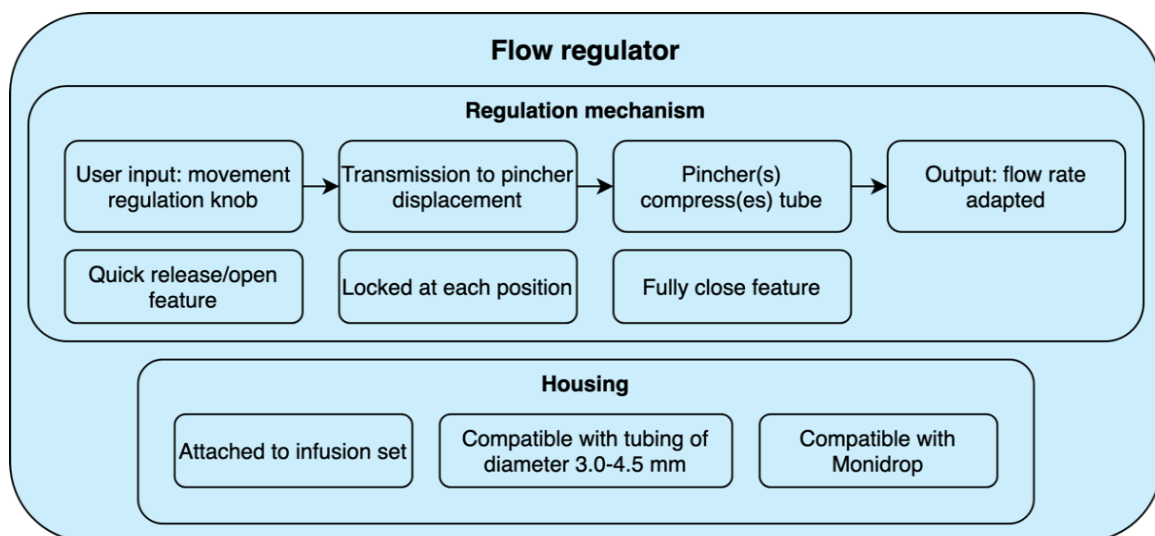 Flow regulator
Regulation mechanism
User input: movement
regulation knob
Transmission to pincher
displacement
Pincher(s)
compress(es) tube
Output: flow rate
adapted
Quick release/open
feature
Locked at each position
Fully close feature
Housing
Attached to infusion set
Compatible with tubing of
diameter 3.0-4.5 mm
Compatible with
Monidrop